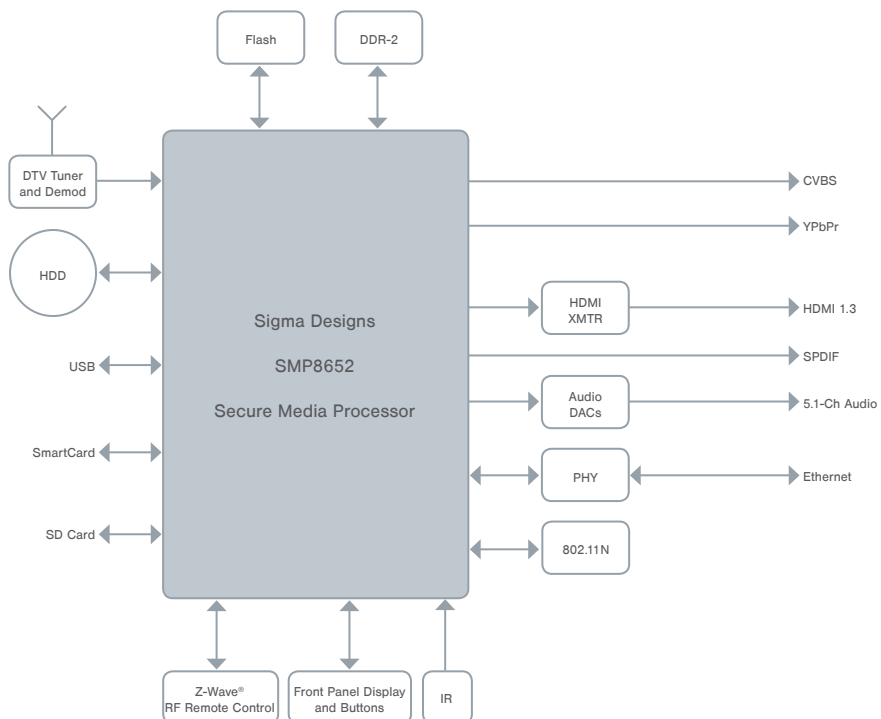 Flash
DDR-2
DTV Tuner
and Demod
CVBS
YPbPr
HDD
HDMI
XMTR
HDMI 1.3
Sigma Designs
SMP8652
Secure Media Processor
SPDIF
USB
Audio
DACs
5.1-Ch Audio
SmartCard
PHY
Ethernet
SD Card
802.11N
Z-Wave®
RF Remote Control
Front Panel Display
and Buttons
IR